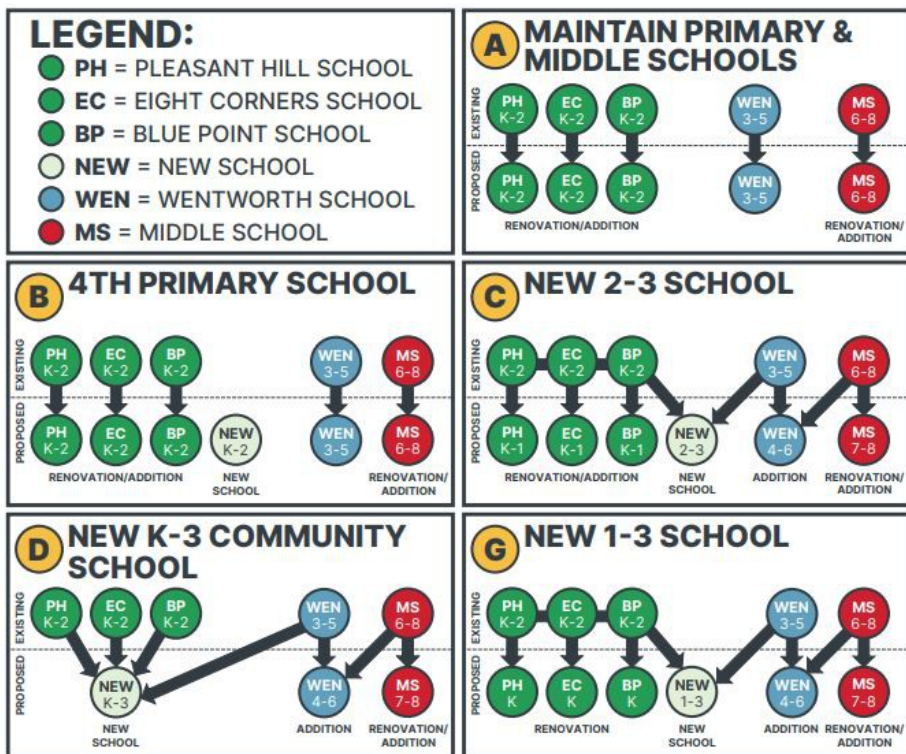 LEGEND:
PH = PLEASANT HILL SCHOOL
EC = EIGHT CORNERS SCHOOL
BP = BLUE POINT SCHOOL
NEW = NEW SCHOOL
WEN = WENTWORTH SCHOOL
MS = MIDDLE SCHOOL
A MAINTAIN PRIMARY &
MIDDLE SCHOOLS
EXISTING
PH EC BP WEN MS
K-2 K-2 K-2 3-5 6-8
PROPOSED
PH EC BP WEN MS
K-2 K-2 K-2 3-5 6-8
RENOVATION/ADDITION RENOVATION/
ADDITION
B 4TH PRIMARY SCHOOL
EXISTING
PH EC BP WEN MS
K-2 K-2 K-2 3-5 6-8
PROPOSED
PH EC BP NEW WEN MS
K-2 K-2 K-2 K-2 3-5 6-8
RENOVATION/ADDITION NEW RENOVATION/
SCHOOL ADDITION
C NEW 2-3 SCHOOL
EXISTING
PH EC BP WEN MS
K-2 K-2 K-2 3-5 6-8
PROPOSED
PH EC BP NEW WEN MS
K-1 K-1 K-1 2-3 4-6 7-8
RENOVATION/ADDITION NEW ADDITION RENOVATION/
SCHOOL ADDITION
D NEW K-3 COMMUNITY
SCHOOL
EXISTING
PH EC BP WEN MS
K-2 K-2 K-2 3-5 6-8
PROPOSED
NEW WEN MS
K-3 4-6 7-8
NEW ADDITION RENOVATION/
SCHOOL ADDITION
G NEW 1-3 SCHOOL
EXISTING
PH EC BP WEN MS
K-2 K-2 K-2 3-5 6-8
PROPOSED
PH EC BP NEW WEN MS
K K K 1-3 4-6 7-8
RENOVATION NEW ADDITION RENOVATION/
SCHOOL ADDITION